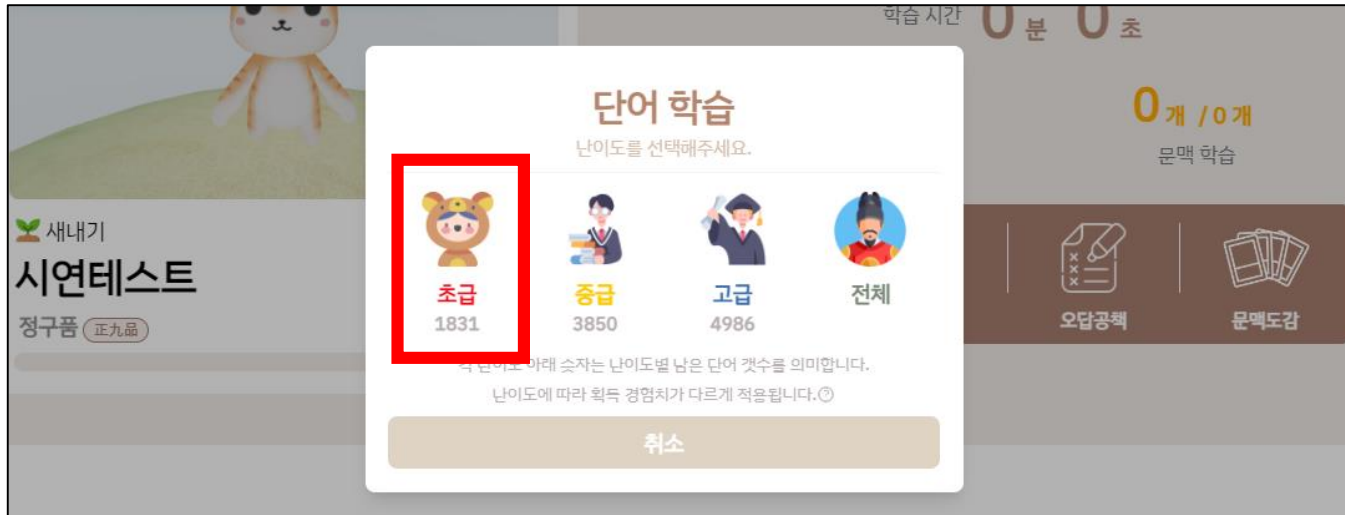 학습 시간 0 분 0 초
단어 학습
난이도를 선택해주세요.
0 개 / 0 개
문맥 학습
새내기
시연테스트
정구품 正九品
초급 중급 고급 전체
1831 3850 4986
오답공책 문맥도감
각 난이도 아래 숫자는 난이도별 남은 단어 갯수를 의미합니다.
난이도에 따라 획득 경험치가 다르게 적용됩니다.?
취소